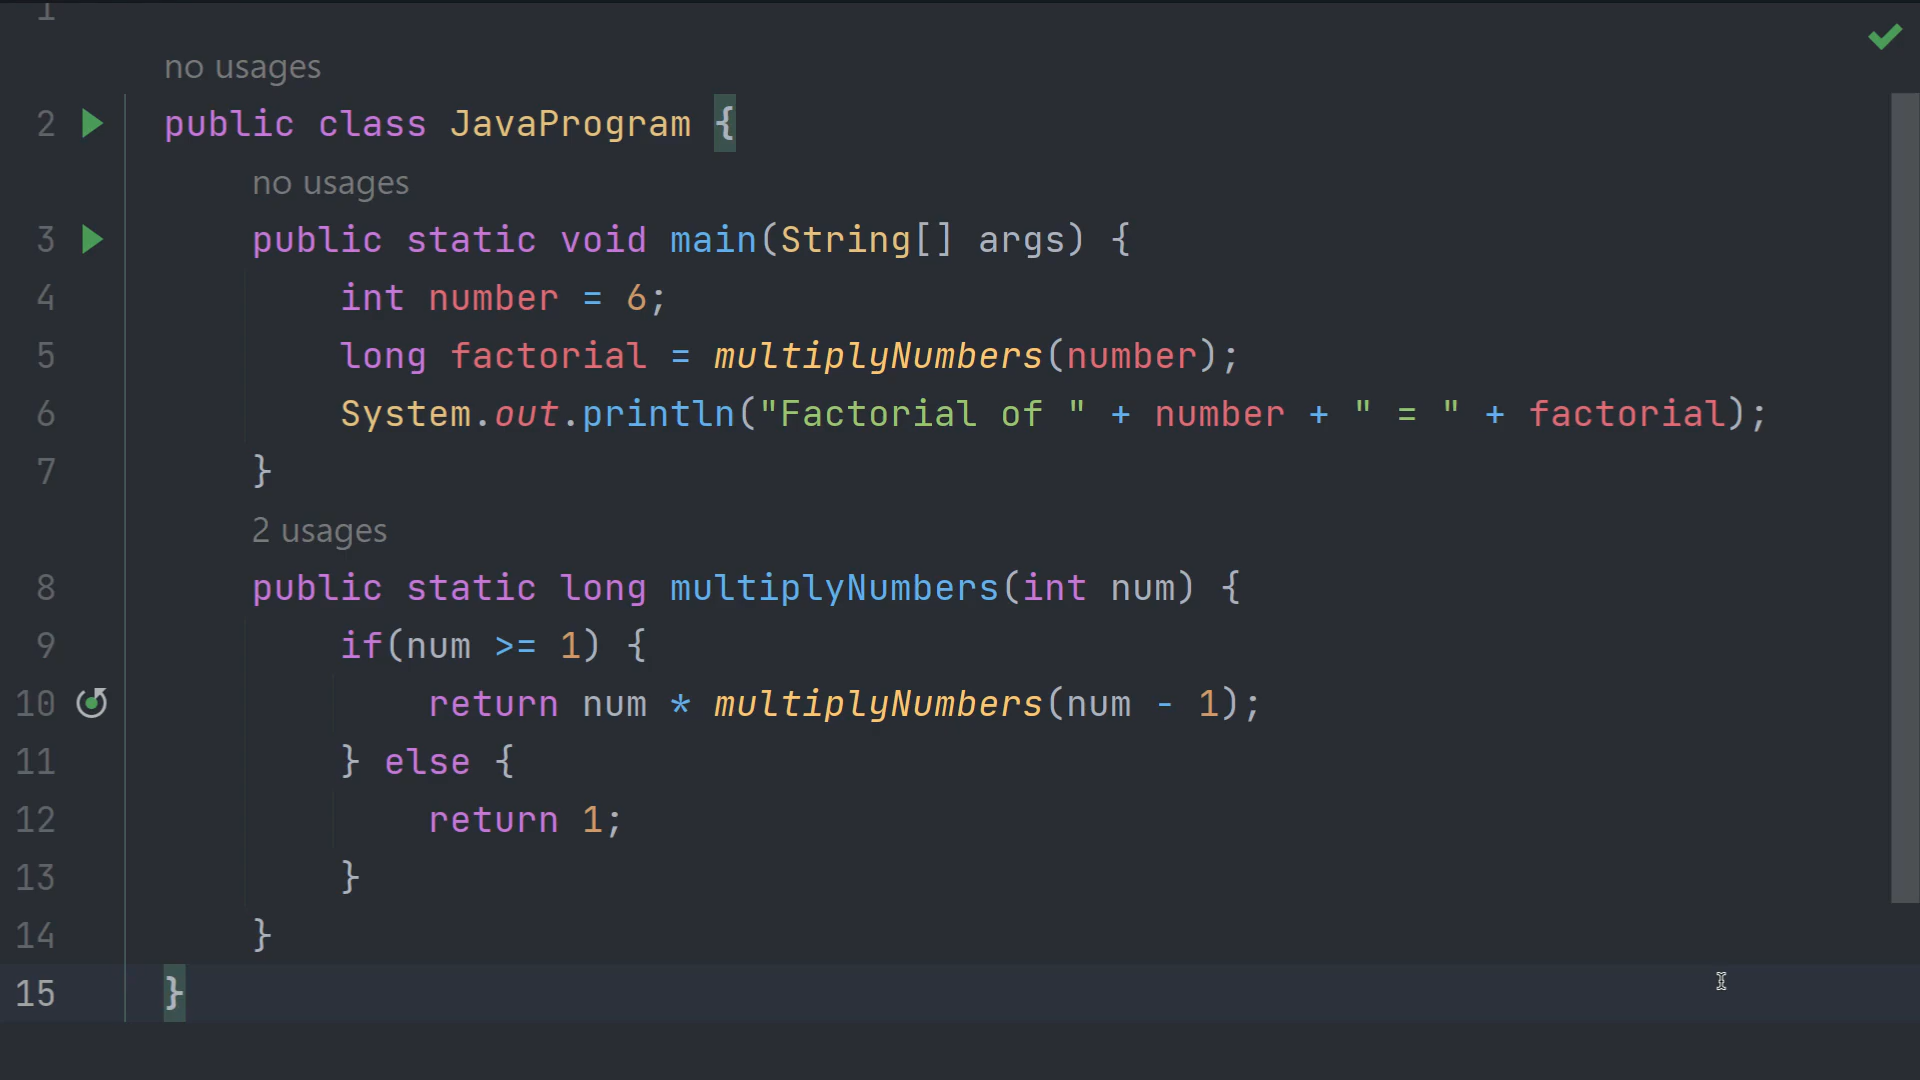 1
no usages
2 public class JavaProgram {
no usages
3 public static void main(String[] args) {
4 int number = 6;
5 long factorial = multiplyNumbers(number);
6 System.out.println("Factorial of " + number + " = " + factorial);
7 }
2 usages
8 public static long multiplyNumbers(int num) {
9 if(num >= 1) {
10 return num * multiplyNumbers(num - 1);
11 } else {
12 return 1;
13 }
14 }
15 }